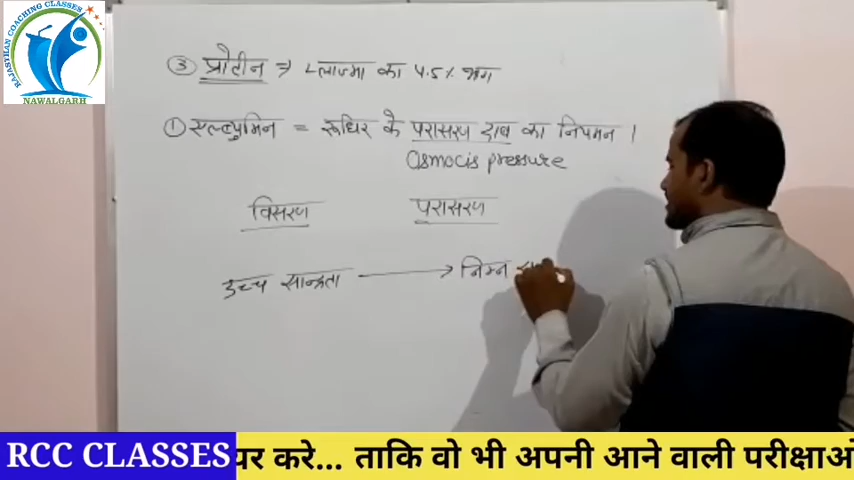 RAJASTHAN COACHING CLASSES
NAWALGARH
③ प्रोटीन ⇒ प्लाज्मा का 4.5% भाग
① एल्ब्युमिन = रूधिर के परासरण दाब का नियमन ।
Osmocis pressure
विसरण परासरण
उच्च सान्द्रता ⟶ निम्न
RCC CLASSES
यर करे... ताकि वो भी अपनी आने वाली परीक्षाओ